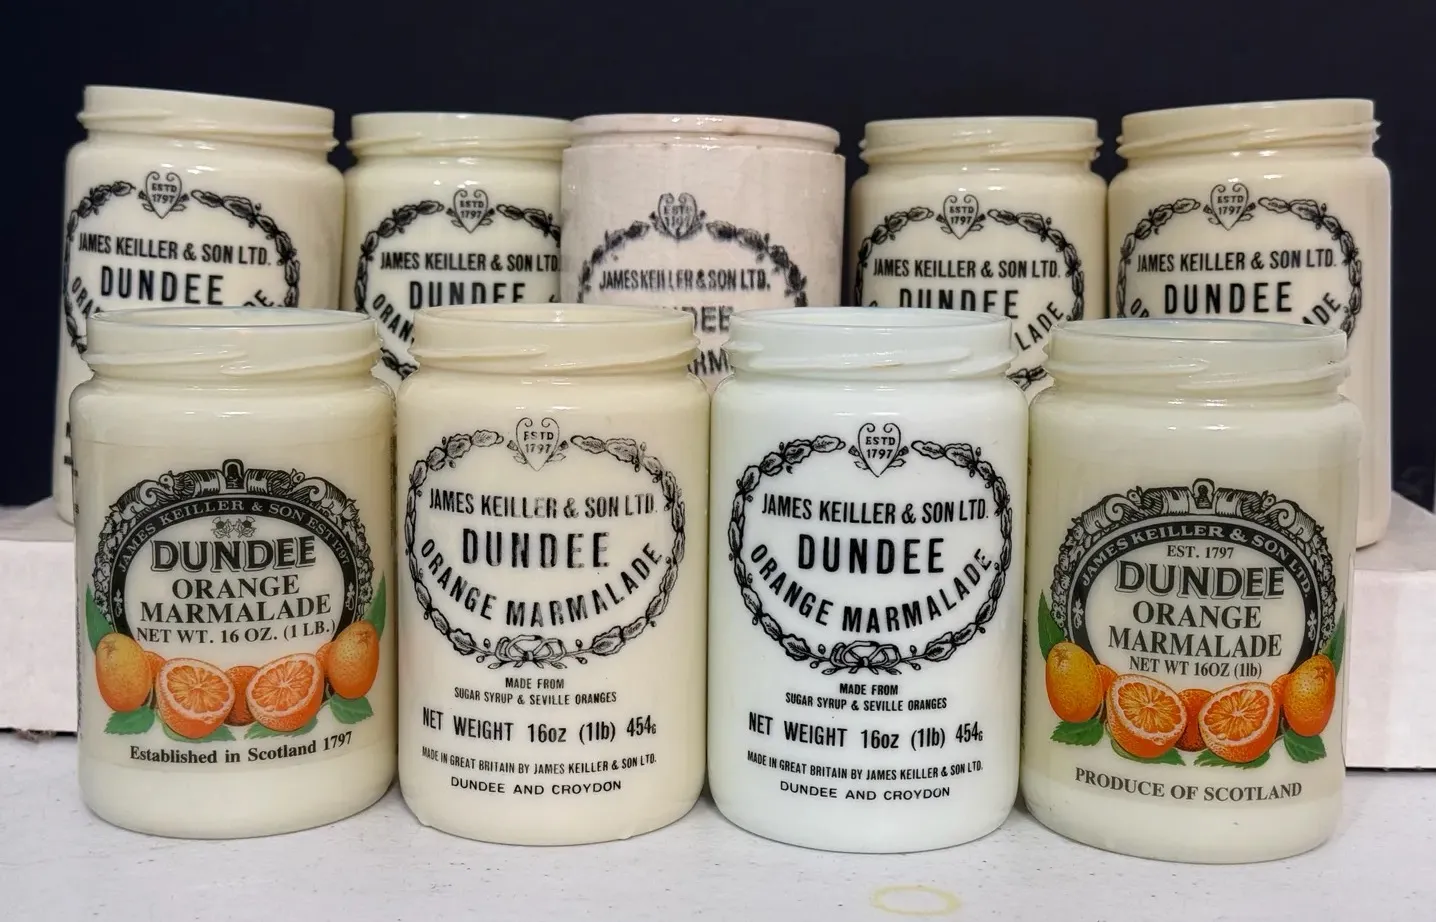 ESTD
1797
JAMES KEILLER & SON LTD.
DUNDEE
ESTD
1797
JAMES KEILLER & SON LTD.
DUNDEE
ORAN
ESTD
1797
JAMES KEILLER & SON LTD.
DEE
ESTD
1797
JAMES KEILLER & SON LTD.
DUNDEE
LADE
ESTD
1797
JAMES KEILLER & SON LTD.
DUNDEE
ADE
JAMES KEILLER & SON EST 1797
DUNDEE
ORANGE
MARMALADE
NET WT. 16 OZ. (1 LB.)
Established in Scotland 1797
ESTD
1797
JAMES KEILLER & SON LTD.
DUNDEE
ORANGE MARMALADE
MADE FROM
SUGAR SYRUP & SEVILLE ORANGES
NET WEIGHT 16oz (1lb) 454G
MADE IN GREAT BRITAIN BY JAMES KEILLER & SON LTD.
DUNDEE AND CROYDON
ESTD
1797
JAMES KEILLER & SON LTD.
DUNDEE
ORANGE MARMALADE
MADE FROM
SUGAR SYRUP & SEVILLE ORANGES
NET WEIGHT 16oz (1lb) 454G
MADE IN GREAT BRITAIN BY JAMES KEILLER & SON LTD.
DUNDEE AND CROYDON
JAMES KEILLER & SON LTD.
EST. 1797
DUNDEE
ORANGE
MARMALADE
NET WT 16OZ (1lb)
PRODUCE OF SCOTLAND